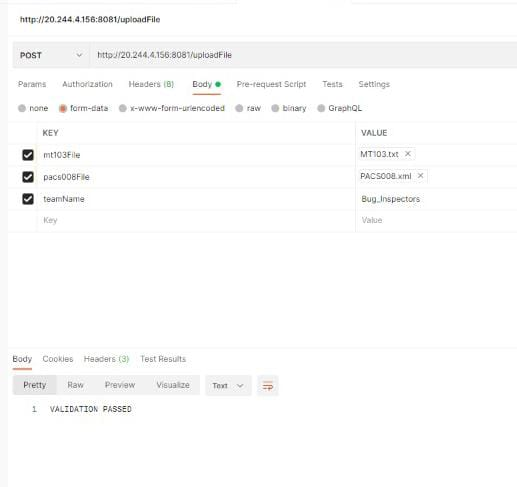 http://20.244.4.156:8081/uploadFile
POST http://20.244.4.156:8081/uploadFile
Params Authorization Headers (8) Body Pre-request Script Tests Settings
none form-data x-www-form-urlencoded raw binary GraphQL
KEY VALUE
mt103File MT103.txt ×
pacs008File PACS008.xml ×
teamName Bug_Inspectors
Key Value
Body Cookies Headers (3) Test Results
Pretty Raw Preview Visualize Text
1 VALIDATION PASSED